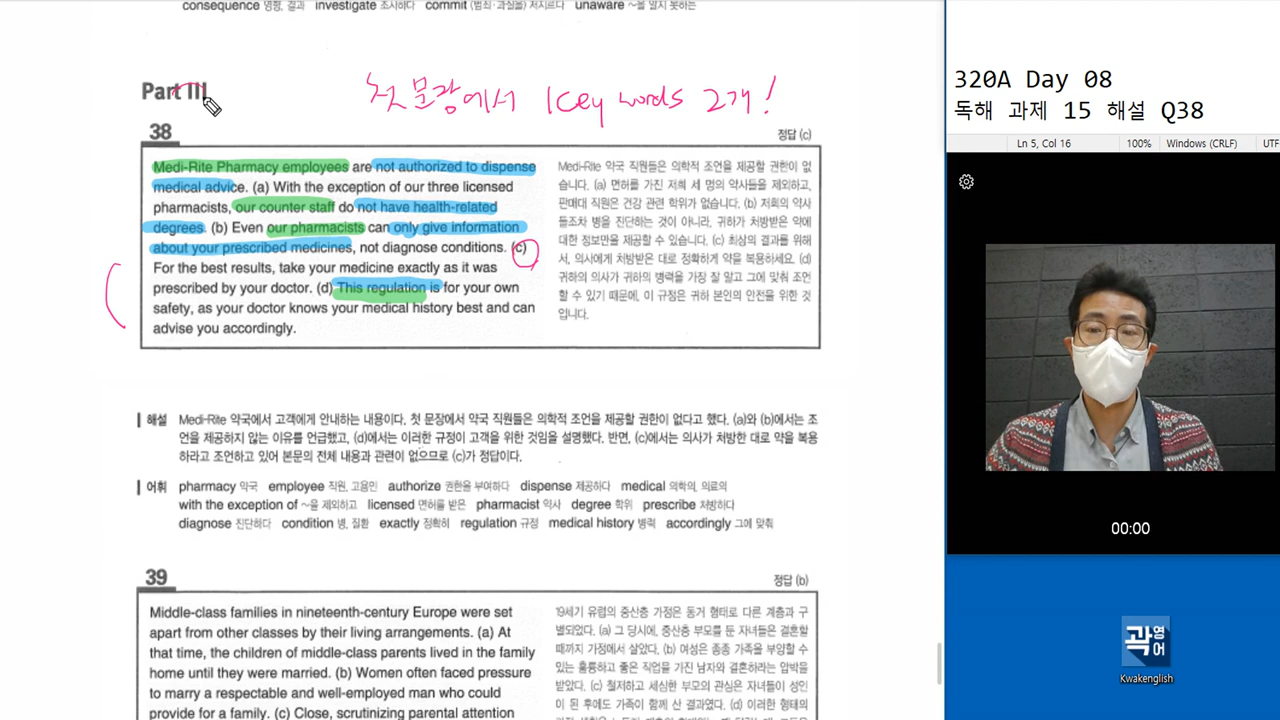 consequence 영향, 결과 investigate 조사하다 commit (범죄·과실을) 저지르다 unaware ~을 알지 못하는
Part III
첫 문장에서 Key words 2개!
38
정답 (c)
Medi-Rite Pharmacy employees are not authorized to dispense
medical advice. (a) With the exception of our three licensed
pharmacists, our counter staff do not have health-related
degrees. (b) Even our pharmacists can only give information
about your prescribed medicines, not diagnose conditions. (c)
For the best results, take your medicine exactly as it was
prescribed by your doctor. (d) This regulation is for your own
safety, as your doctor knows your medical history best and can
advise you accordingly.
Medi-Rite 약국 직원들은 의학적 조언을 제공할 권한이 없
습니다. (a) 면허를 가진 저희 세 명의 약사들을 제외하고,
판매대 직원은 건강 관련 학위가 없습니다. (b) 저희의 약사
들조차 병을 진단하는 것이 아니라, 귀하가 처방받은 약에
대한 정보만을 제공할 수 있습니다. (c) 최상의 결과를 위해
서, 의사에게 처방받은 대로 정확하게 약을 복용하세요. (d)
귀하의 의사가 귀하의 병력을 가장 잘 알고 그에 맞춰 조언
할 수 있기 때문에, 이 규정은 귀하 본인의 안전을 위한 것
입니다.
해설 Medi-Rite 약국에서 고객에게 안내하는 내용이다. 첫 문장에서 약국 직원들은 의학적 조언을 제공할 권한이 없다고 했다. (a)와 (b)에서는 조
언을 제공하지 않는 이유를 언급했고, (d)에서는 이러한 규정이 고객을 위한 것임을 설명했다. 반면, (c)에서는 의사가 처방한 대로 약을 복용
하라고 조언하고 있어 본문의 전체 내용과 관련이 없으므로 (c)가 정답이다.
어휘 pharmacy 약국 employee 직원, 고용인 authorize 권한을 부여하다 dispense 제공하다 medical 의학의, 의료의
with the exception of ~을 제외하고 licensed 면허를 받은 pharmacist 약사 degree 학위 prescribe 처방하다
diagnose 진단하다 condition 병, 질환 exactly 정확히 regulation 규정 medical history 병력 accordingly 그에 맞춰
39
정답 (b)
Middle-class families in nineteenth-century Europe were set
apart from other classes by their living arrangements. (a) At
that time, the children of middle-class parents lived in the family
home until they were married. (b) Women often faced pressure
to marry a respectable and well-employed man who could
provide for a family. (c) Close, scrutinizing parental attention
19세기 유럽의 중산층 가정은 동거 형태로 다른 계층과 구
별되었다. (a) 그 당시에, 중산층 부모를 둔 자녀들은 결혼할
때까지 가정에서 살았다. (b) 여성은 종종 가족을 부양할 수
있는 훌륭하고 좋은 직업을 가진 남자와 결혼하라는 압박을
받았다. (c) 철저하고 세심한 부모의 관심은 자녀들이 성인
이 된 후에도 가족이 함께 산 결과였다. (d) 이러한 형태의
320A Day 08
독해 과제 15 해설 Q38
Ln 5, Col 16 100% Windows (CRLF) UTF
00:00
곽영어
Kwakenglish